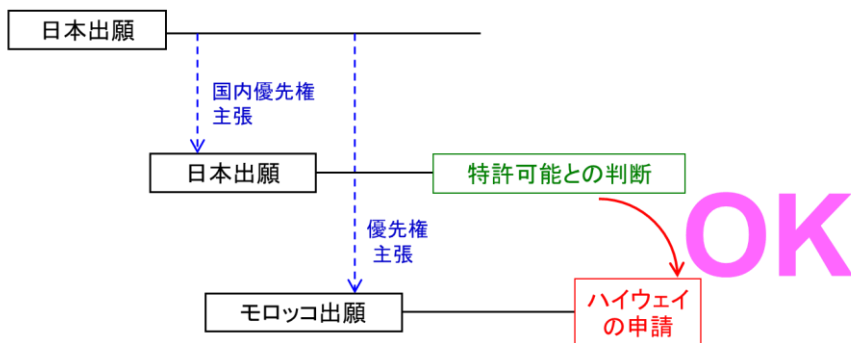 日本出願
国内優先権
主張
日本出願
特許可能との判断
OK
優先権
主張
モロッコ出願
ハイウェイ
の申請